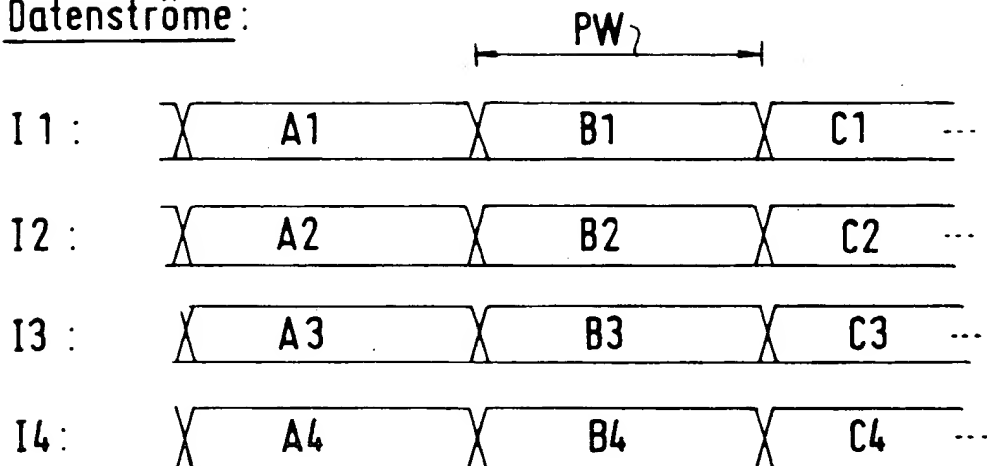 Datenströme:
PW
I1: A1 B1 C1 ---
I2: A2 B2 C2 ---
I3: A3 B3 C3 ---
I4: A4 B4 C4 ---